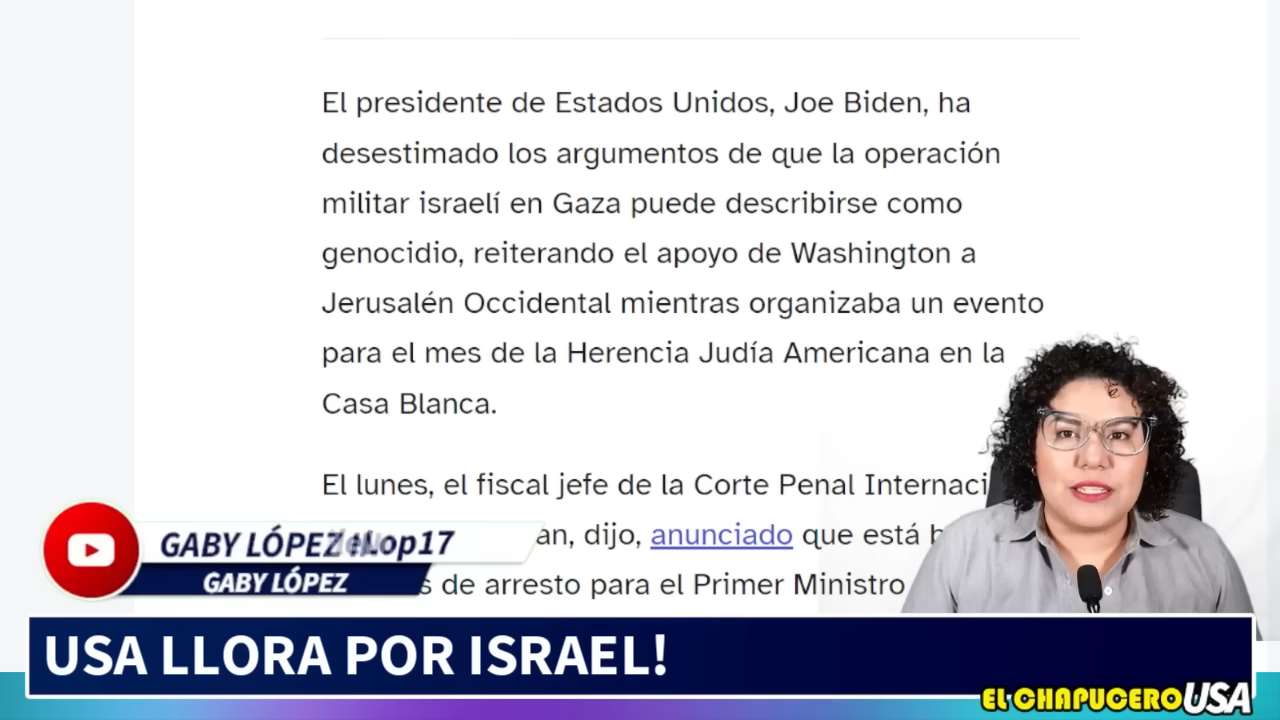 El presidente de Estados Unidos, Joe Biden, ha
desestimado los argumentos de que la operación
militar israelí en Gaza puede describirse como
genocidio, reiterando el apoyo de Washington a
Jerusalén Occidental mientras organizaba un evento
para el mes de la Herencia Judía Americana en la
Casa Blanca.
El lunes, el fiscal jefe de la Corte Penal
an, dijo, anunciado que está
de arresto para el Primer Ministro
GABY LÓPEZ
GABY LÓPEZ
USA LLORA POR ISRAEL!
EL CHAPUCERO USA